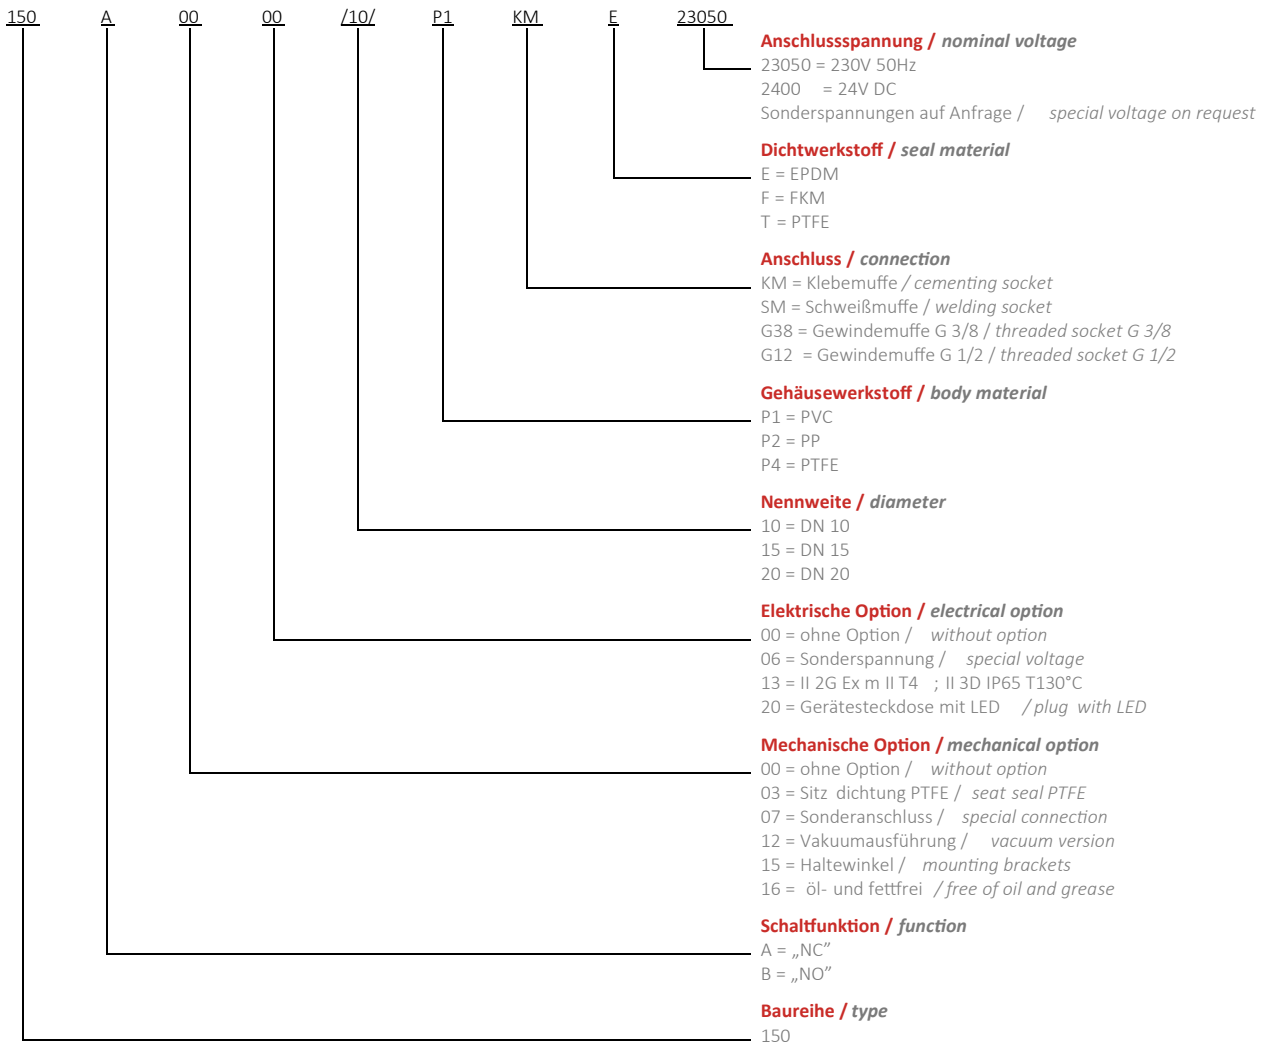 150 A 00 00 /10/ P1 KM E 23050
Anschlussspannung / nominal voltage
23050 = 230V 50Hz
2400 = 24V DC
Sonderspannungen auf Anfrage / special voltage on request
Dichtwerkstoff / seal material
E = EPDM
F = FKM
T = PTFE
Anschluss / connection
KM = Klebemuffe / cementing socket
SM = Schweißmuffe / welding socket
G38 = Gewindemuffe G 3/8 / threaded socket G 3/8
G12 = Gewindemuffe G 1/2 / threaded socket G 1/2
Gehäusewerkstoff / body material
P1 = PVC
P2 = PP
P4 = PTFE
Nennweite / diameter
10 = DN 10
15 = DN 15
20 = DN 20
Elektrische Option / electrical option
00 = ohne Option / without option
06 = Sonderspannung / special voltage
13 = II 2G Ex m II T4 ; II 3D IP65 T130°C
20 = Gerätesteckdose mit LED / plug with LED
Mechanische Option / mechanical option
00 = ohne Option / without option
03 = Sitz dichtung PTFE / seat seal PTFE
07 = Sonderanschluss / special connection
12 = Vakuumausführung / vacuum version
15 = Haltewinkel / mounting brackets
16 = öl- und fettfrei / free of oil and grease
Schaltfunktion / function
A = „NC”
B = „NO”
Baureihe / type
150